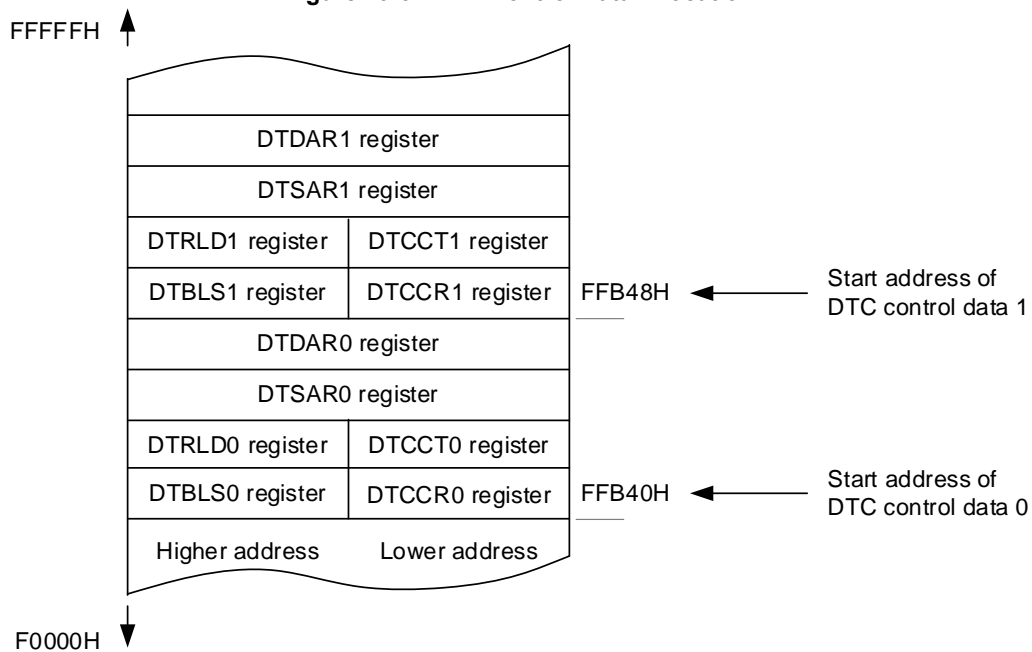 FFFFFH
DTDAR1 register
DTSAR1 register
DTRLD1 register DTCCT1 register
DTBLS1 register DTCCR1 register FFB48H Start address of
DTC control data 1
DTDAR0 register
DTSAR0 register
DTRLD0 register DTCCT0 register
DTBLS0 register DTCCR0 register FFB40H Start address of
DTC control data 0
Higher address Lower address
F0000H